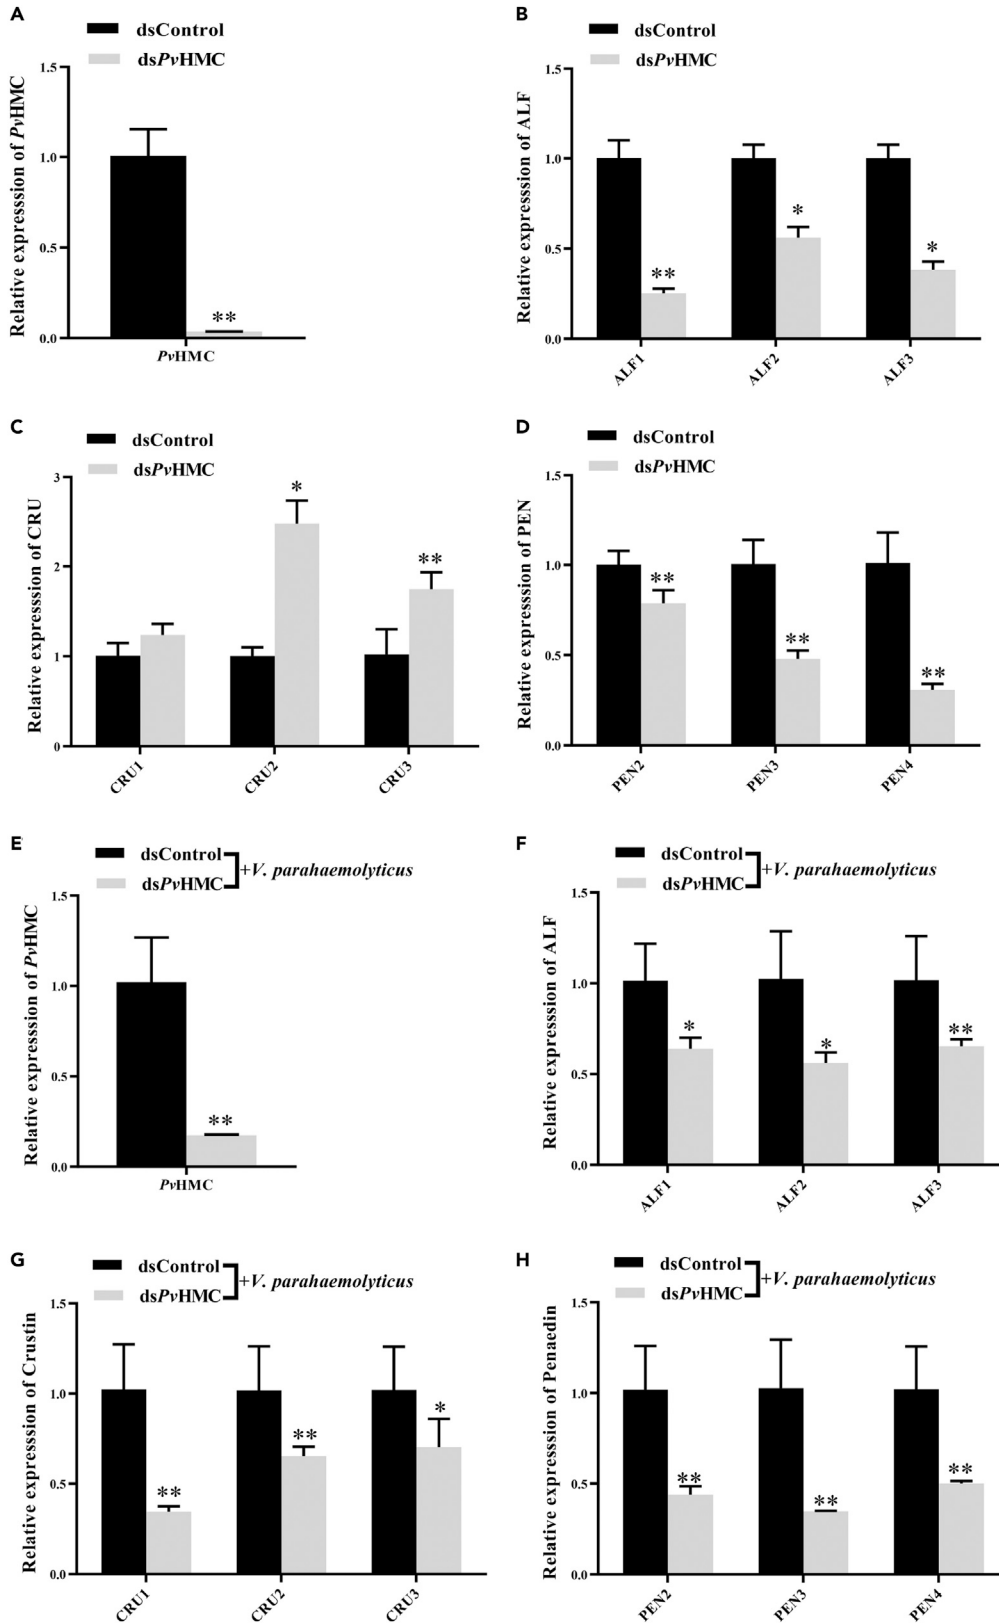 A
dsControl
dsPvHMC
Relative expresssion of PvHMC
1.5
1.0
0.5
0.0
**
PvHMC
B
dsControl
dsPvHMC
Relative expresssion of ALF
1.5
1.0
0.5
0.0
**
*
*
ALF1
ALF2
ALF3
C
dsControl
dsPvHMC
Relative expresssion of CRU
3
2
1
0
*
**
CRU1
CRU2
CRU3
D
dsControl
dsPvHMC
Relative expresssion of PEN
1.5
1.0
0.5
0.0
**
**
**
PEN2
PEN3
PEN4
E
dsControl
dsPvHMC
+V. parahaemolyticus
Relative expresssion of PvHMC
1.5
1.0
0.5
0.0
**
PvHMC
F
dsControl
dsPvHMC
+V. parahaemolyticus
Relative expresssion of ALF
1.5
1.0
0.5
0.0
*
*
**
ALF1
ALF2
ALF3
G
dsControl
dsPvHMC
+V. parahaemolyticus
Relative expresssion of Crustin
1.5
1.0
0.5
0.0
**
**
*
CRU1
CRU2
CRU3
H
dsControl
dsPvHMC
+V. parahaemolyticus
Relative expresssion of Penaedin
1.5
1.0
0.5
0.0
**
**
**
PEN2
PEN3
PEN4